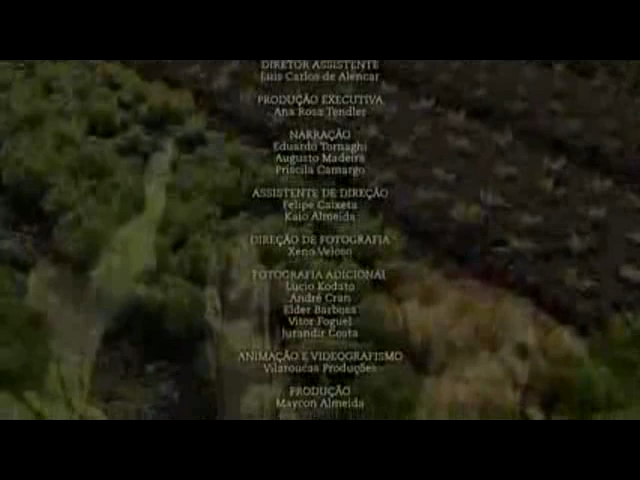 DIRETOR ASSISTENTE
Luis Carlos de Alencar
PRODUÇÃO EXECUTIVA
Ana Rosa Tendler
NARRAÇÃO
Eduardo Tornaghi
Augusto Madeira
Priscila Camargo
ASSISTENTE DE DIREÇÃO
Felipe Caixeta
Kaio Almeida
DIREÇÃO DE FOTOGRAFIA
Xeno Veloso
FOTOGRAFIA ADICIONAL
Lucio Kodato
André Cran
Elder Barbosa
Vitor Foguel
Jurandir Costa
ANIMAÇÃO E VIDEOGRAFISMO
Vilaroucas Produções
PRODUÇÃO
Maycon Almeida